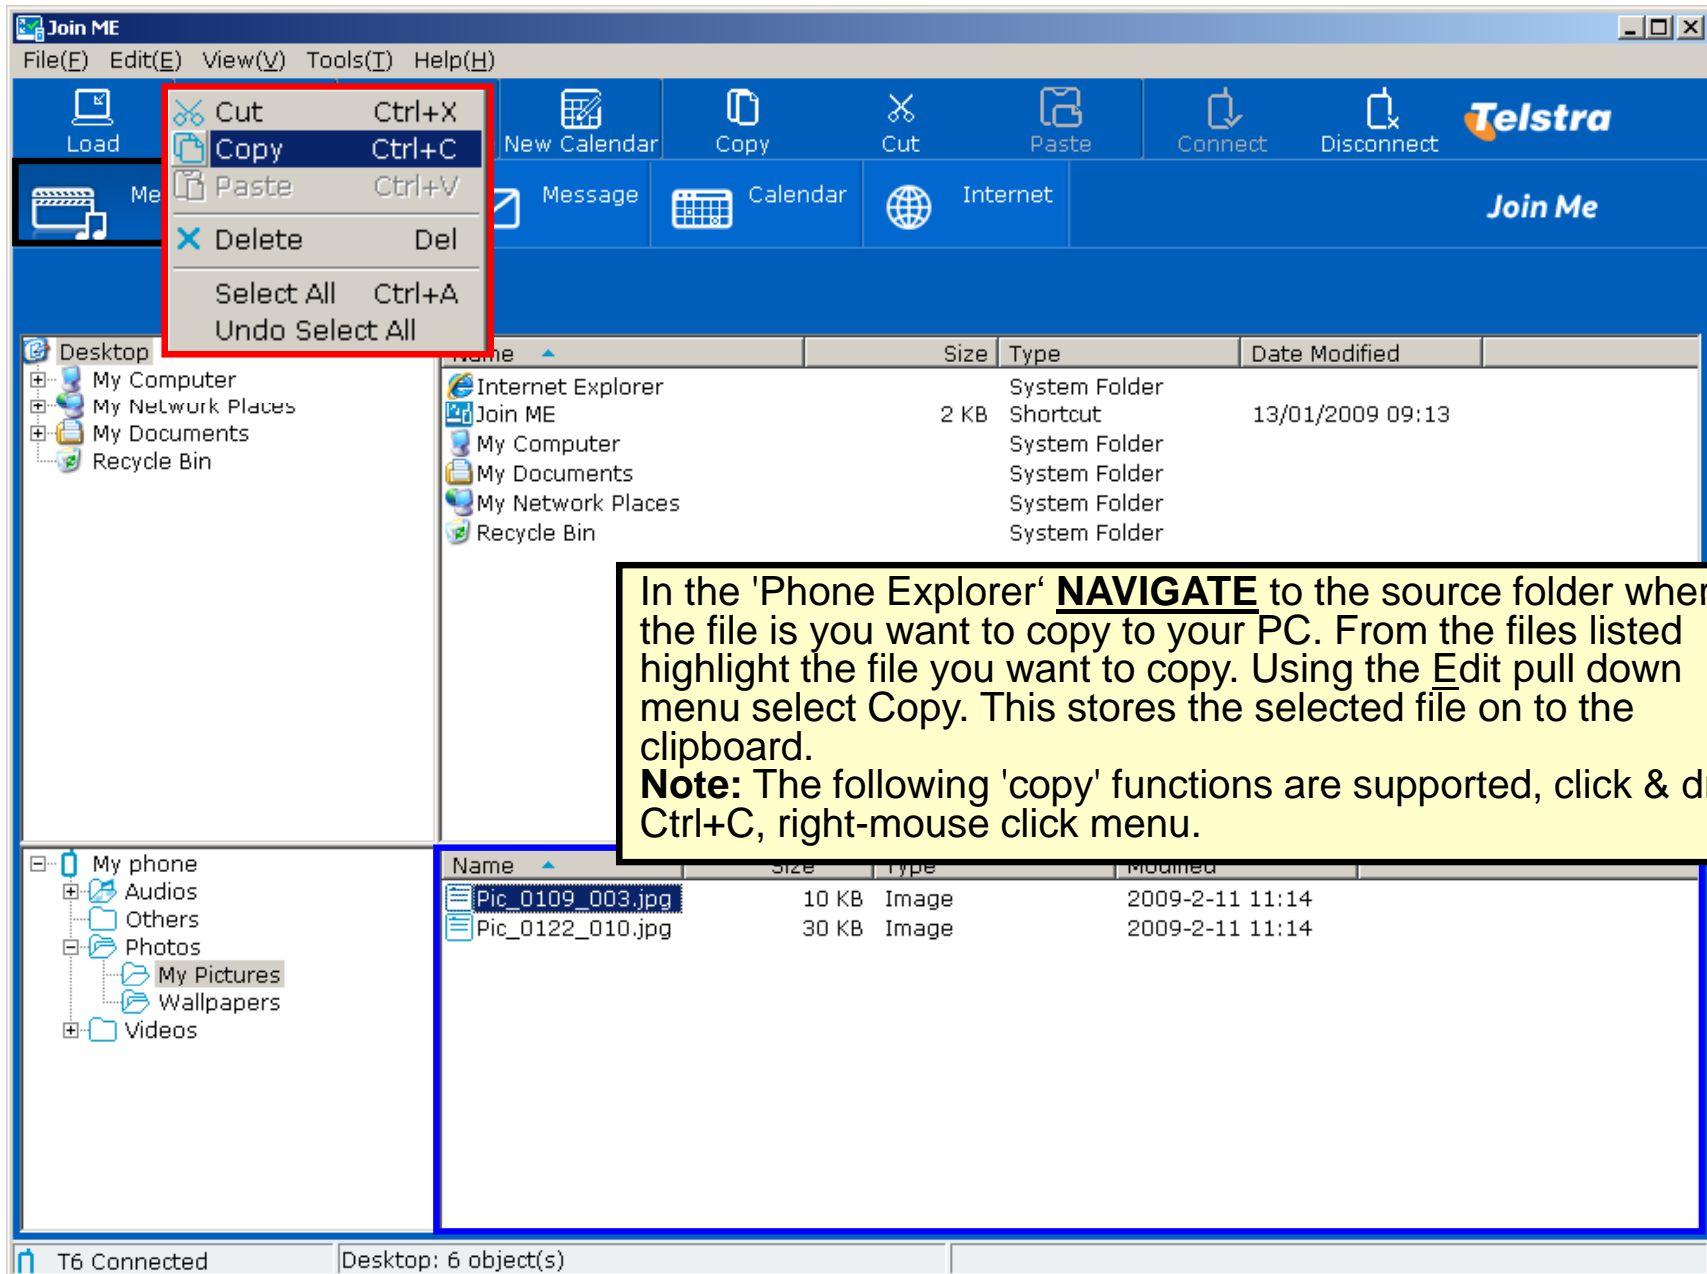 Join ME
File(F) Edit(E) View(V) Tools(T) Help(H)
Load
New Calendar
Copy
Cut
Paste
Connect
Disconnect
Telstra
Cut Ctrl+X
Copy Ctrl+C
Paste Ctrl+V
Delete Del
Select All Ctrl+A
Undo Select All
Message
Calendar
Internet
Join Me
Desktop
My Computer
My Network Places
My Documents
Recycle Bin
Name Size Type Date Modified
Internet Explorer System Folder
Join ME 2 KB Shortcut 13/01/2009 09:13
My Computer System Folder
My Documents System Folder
My Network Places System Folder
Recycle Bin System Folder
In the 'Phone Explorer‘ NAVIGATE to the source folder
the file is you want to copy to your PC. From the files listed
highlight the file you want to copy. Using the Edit pull down
menu select Copy. This stores the selected file on to the
clipboard.
Note: The following 'copy' functions are supported, click &
Ctrl+C, right-mouse click menu.
My phone
Audios
Others
Photos
My Pictures
Wallpapers
Videos
Name Size Type Modified
Pic_0109_003.jpg 10 KB Image 2009-2-11 11:14
Pic_0122_010.jpg 30 KB Image 2009-2-11 11:14
T6 Connected
Desktop: 6 object(s)